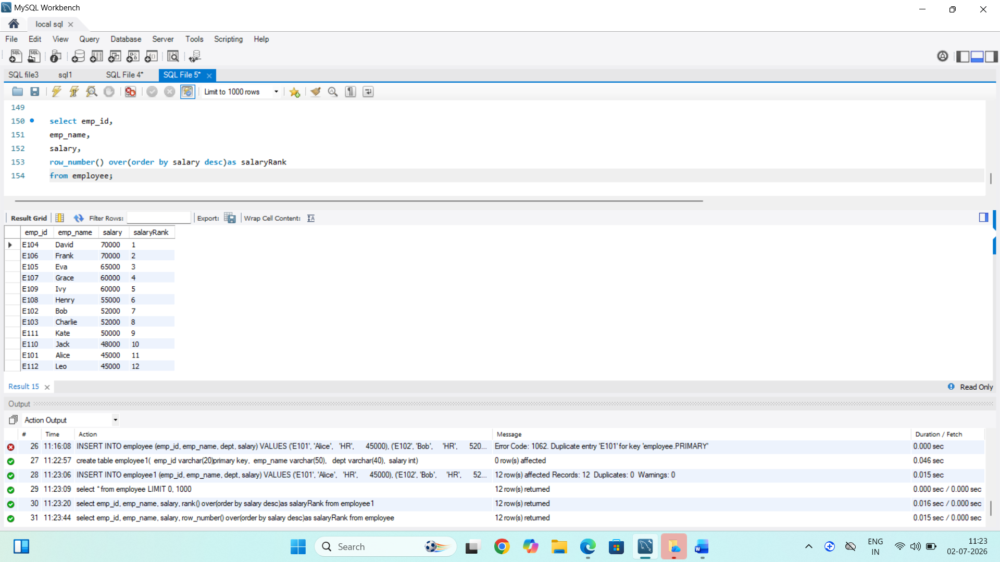 MySQL Workbench
local sql
File Edit View Query Database Server Tools Scripting Help
SQL file3 sql1 SQL File 4* SQL File 5*
Limit to 1000 rows
149
150 select emp_id,
151 emp_name,
152 salary,
153 row_number() over(order by salary desc)as salaryRank
154 from employee;
Result Grid Filter Rows: Export: Wrap Cell Content:
emp_id emp_name salary salaryRank
E104 David 70000 1
E106 Frank 70000 2
E105 Eva 65000 3
E107 Grace 60000 4
E109 Ivy 60000 5
E108 Henry 55000 6
E102 Bob 52000 7
E103 Charlie 52000 8
E111 Kate 50000 9
E110 Jack 48000 10
E101 Alice 45000 11
E112 Leo 45000 12
Result 15 Read Only
Output
Action Output
# Time Action Message Duration / Fetch
26 11:16:08 INSERT INTO employee (emp_id, emp_name, dept, salary) VALUES ('E101', 'Alice', 'HR', 45000), ('E102', 'Bob', 'HR', 520... Error Code: 1062. Duplicate entry 'E101' for key 'employee.PRIMARY' 0.000 sec
27 11:22:57 create table employee1( emp_id varchar(20)primary key, emp_name varchar(50), dept varchar(40), salary int) 0 row(s) affected 0.046 sec
28 11:23:06 INSERT INTO employee1 (emp_id, emp_name, dept, salary) VALUES ('E101', 'Alice', 'HR', 45000), ('E102', 'Bob', 'HR', 52... 12 row(s) affected Records: 12 Duplicates: 0 Warnings: 0 0.015 sec
29 11:23:09 select * from employee LIMIT 0, 1000 12 row(s) returned 0.000 sec / 0.000 sec
30 11:23:20 select emp_id, emp_name, salary, rank() over(order by salary desc)as salaryRank from employee1 12 row(s) returned 0.016 sec / 0.000 sec
31 11:23:44 select emp_id, emp_name, salary, row_number() over(order by salary desc)as salaryRank from employee 12 row(s) returned 0.015 sec / 0.000 sec
Search
ENG
IN
11:23
02-07-2026